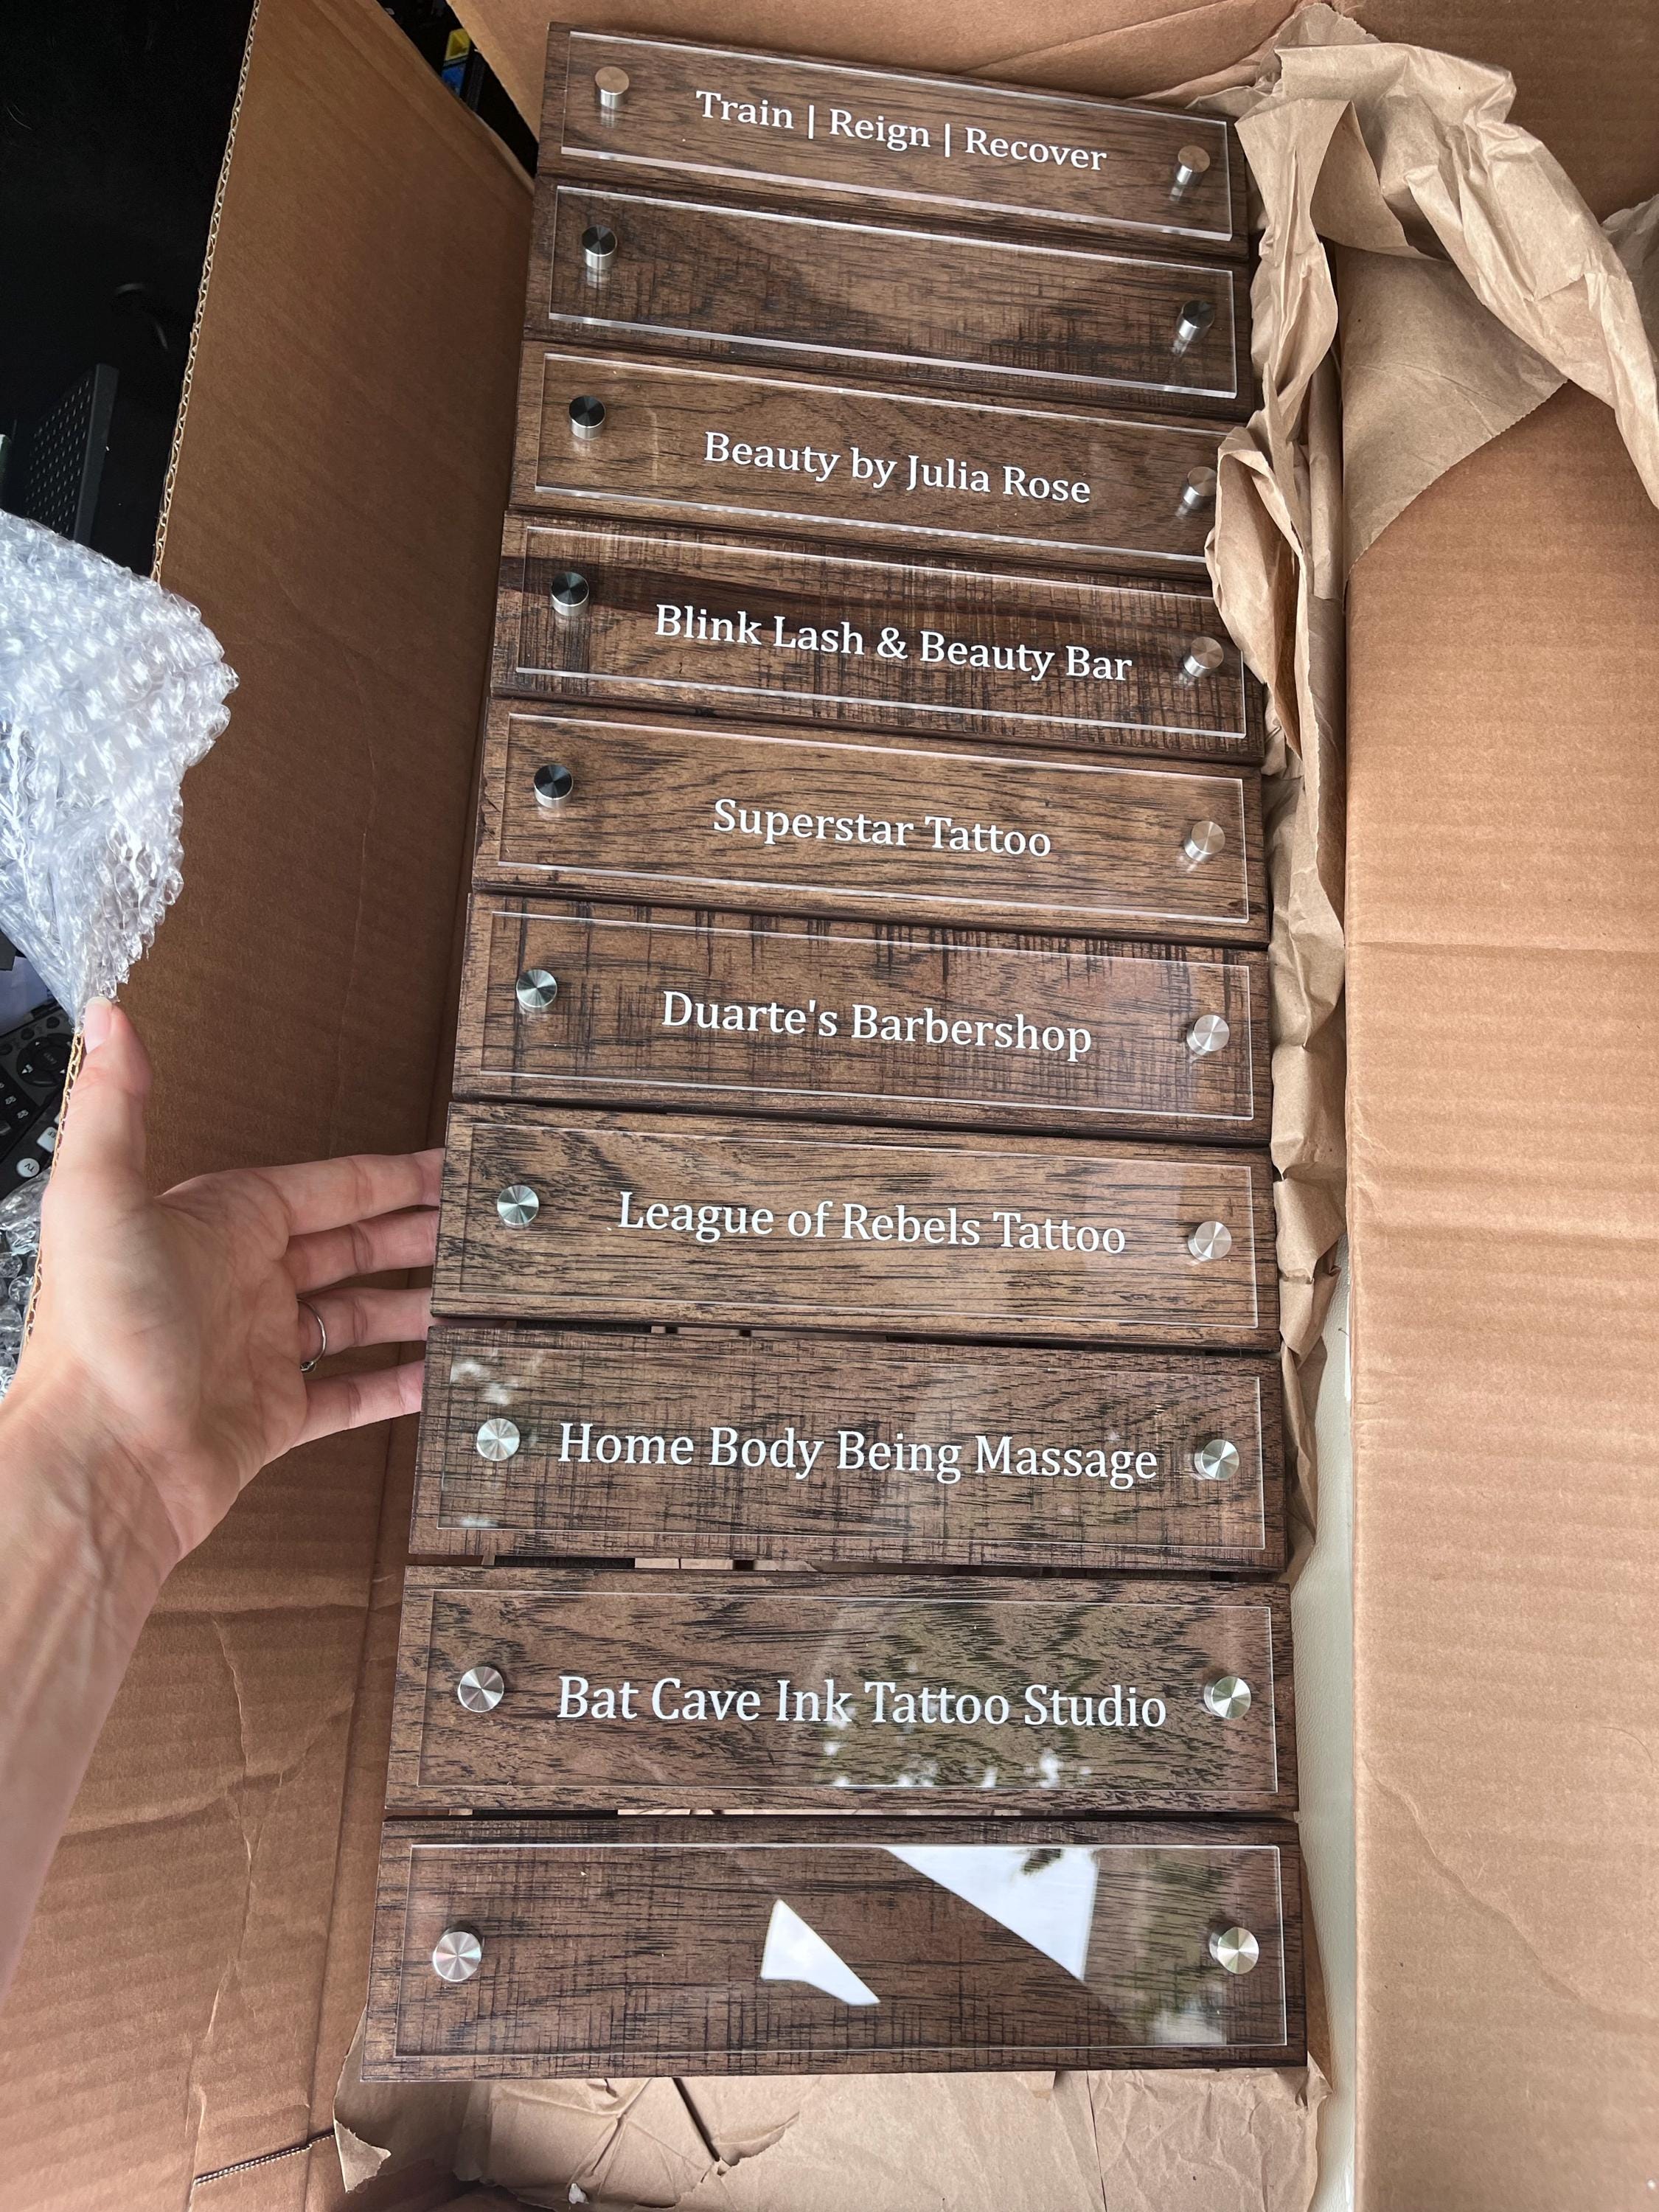 Train | Reign | Recover
Beauty by Julia Rose
Blink Lash & Beauty Bar
Superstar Tattoo
Duarte's Barbershop
League of Rebels Tattoo
Home Body Being Massage
Bat Cave Ink Tattoo Studio